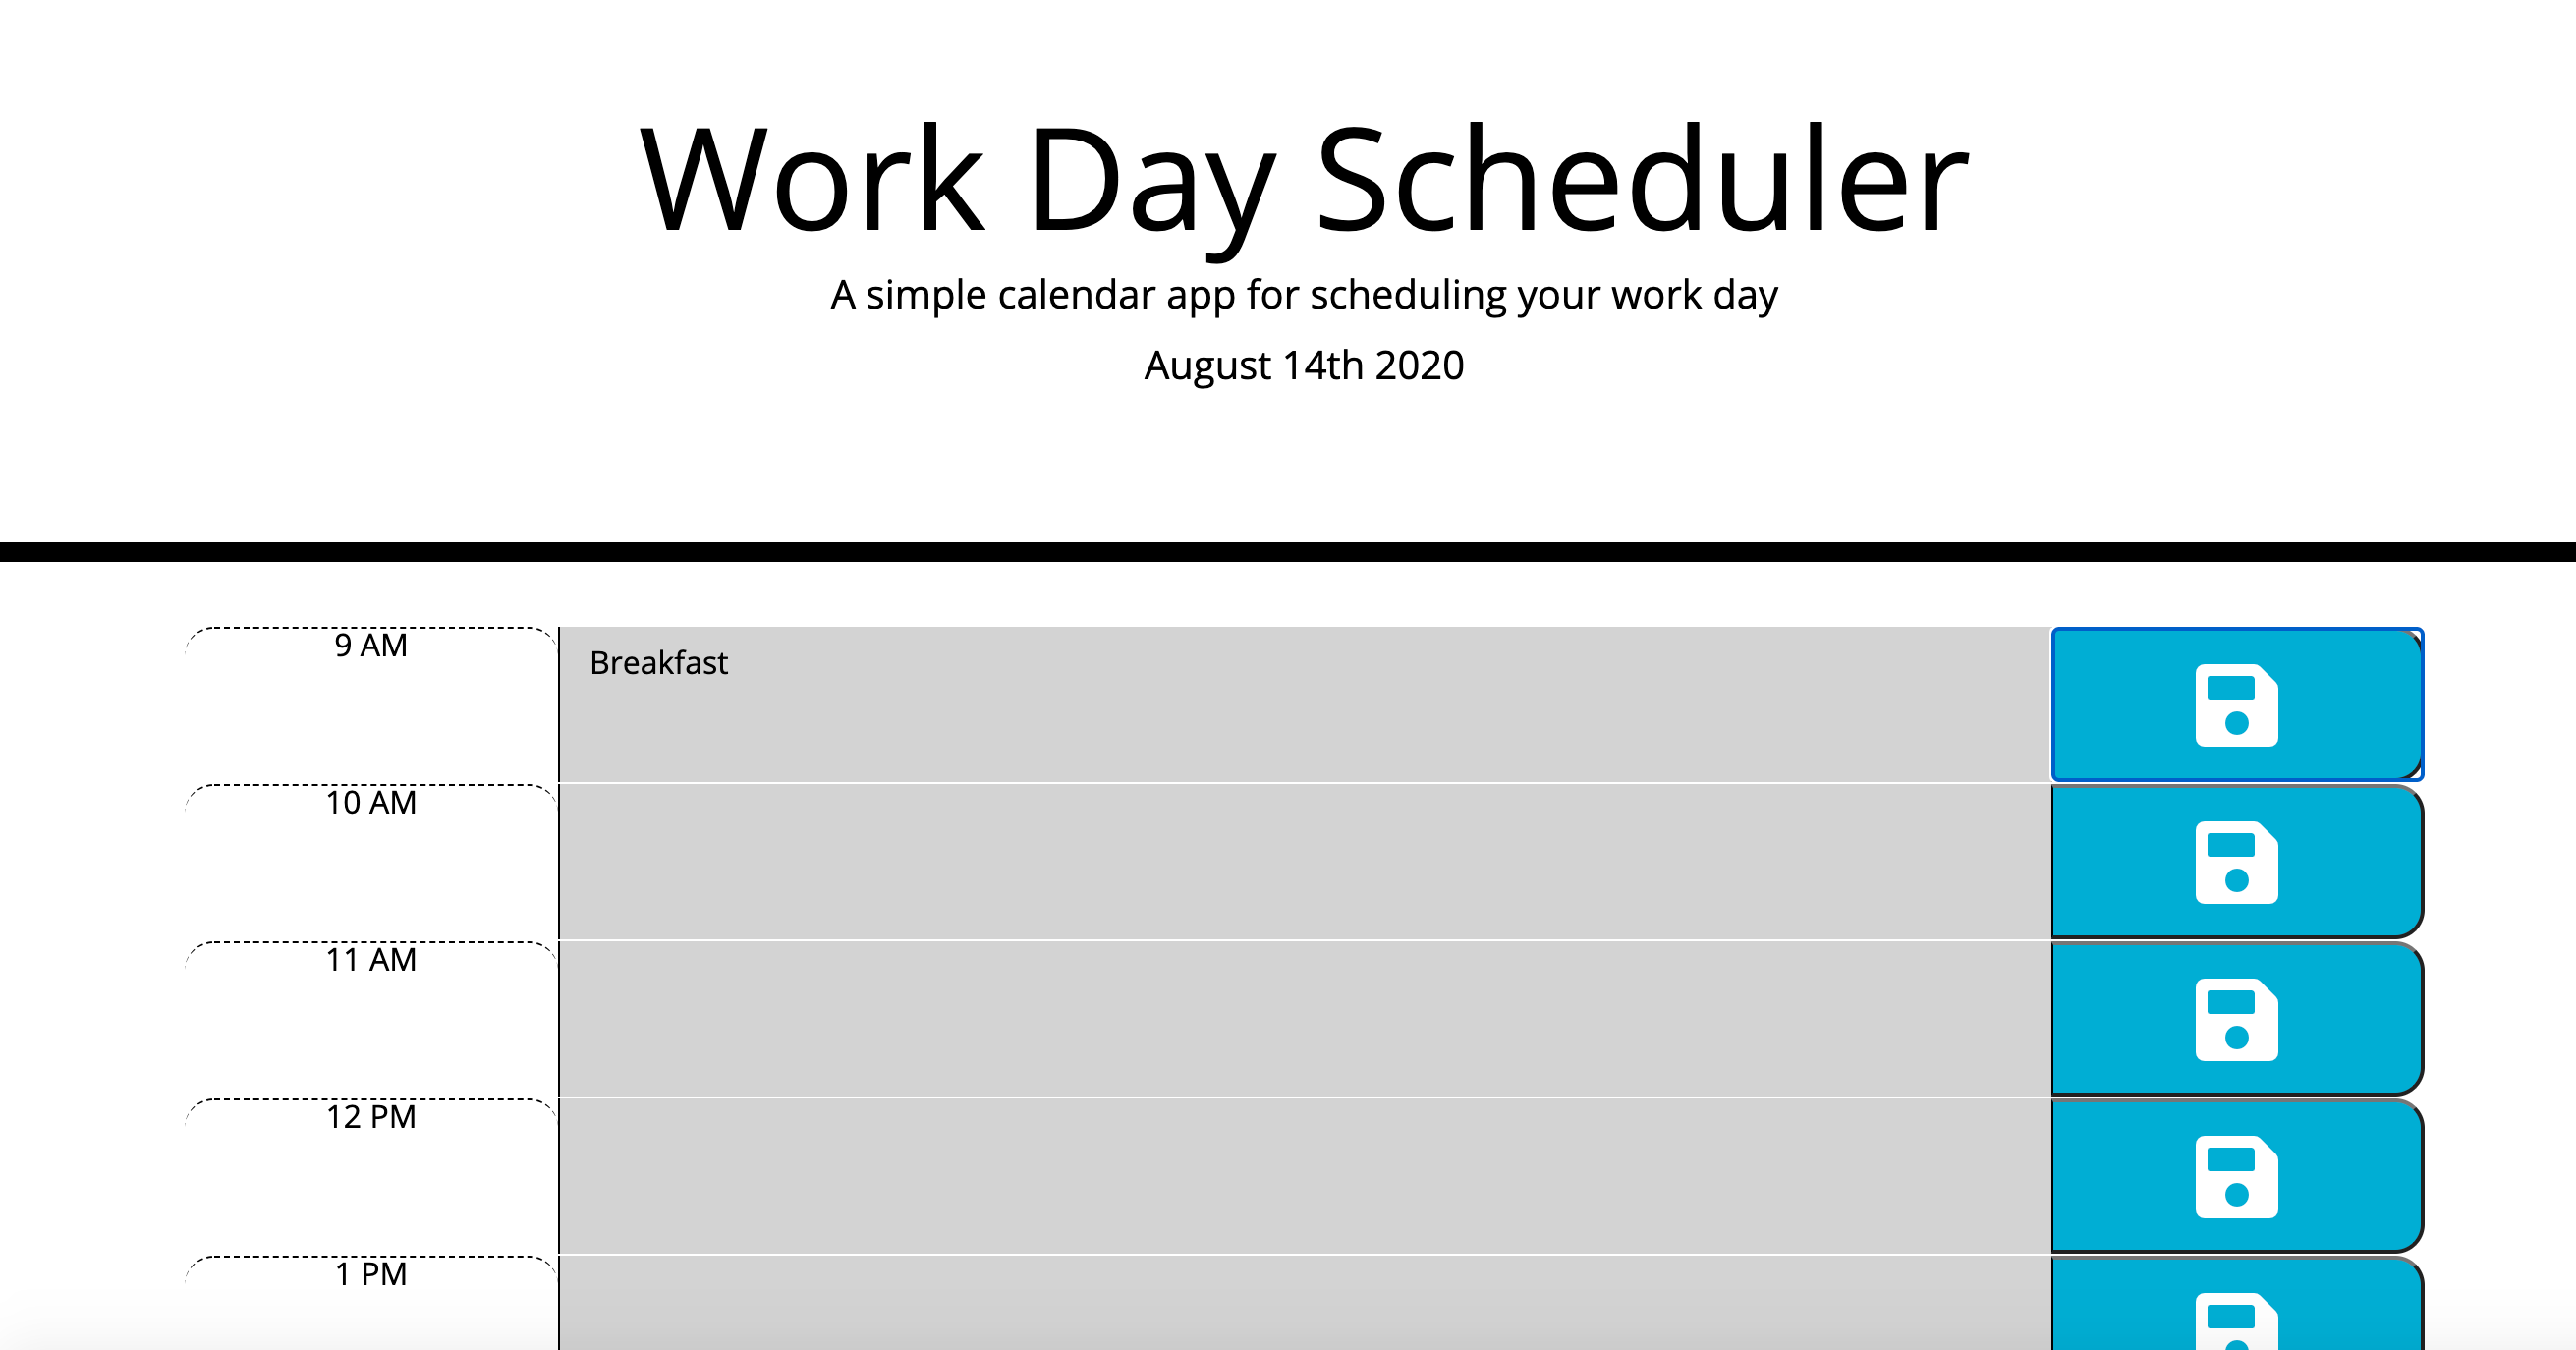 Work Day Scheduler
A simple calendar app for scheduling your work day
August 14th 2020
9 AM
Breakfast
10 AM
11 AM
12 PM
1 PM